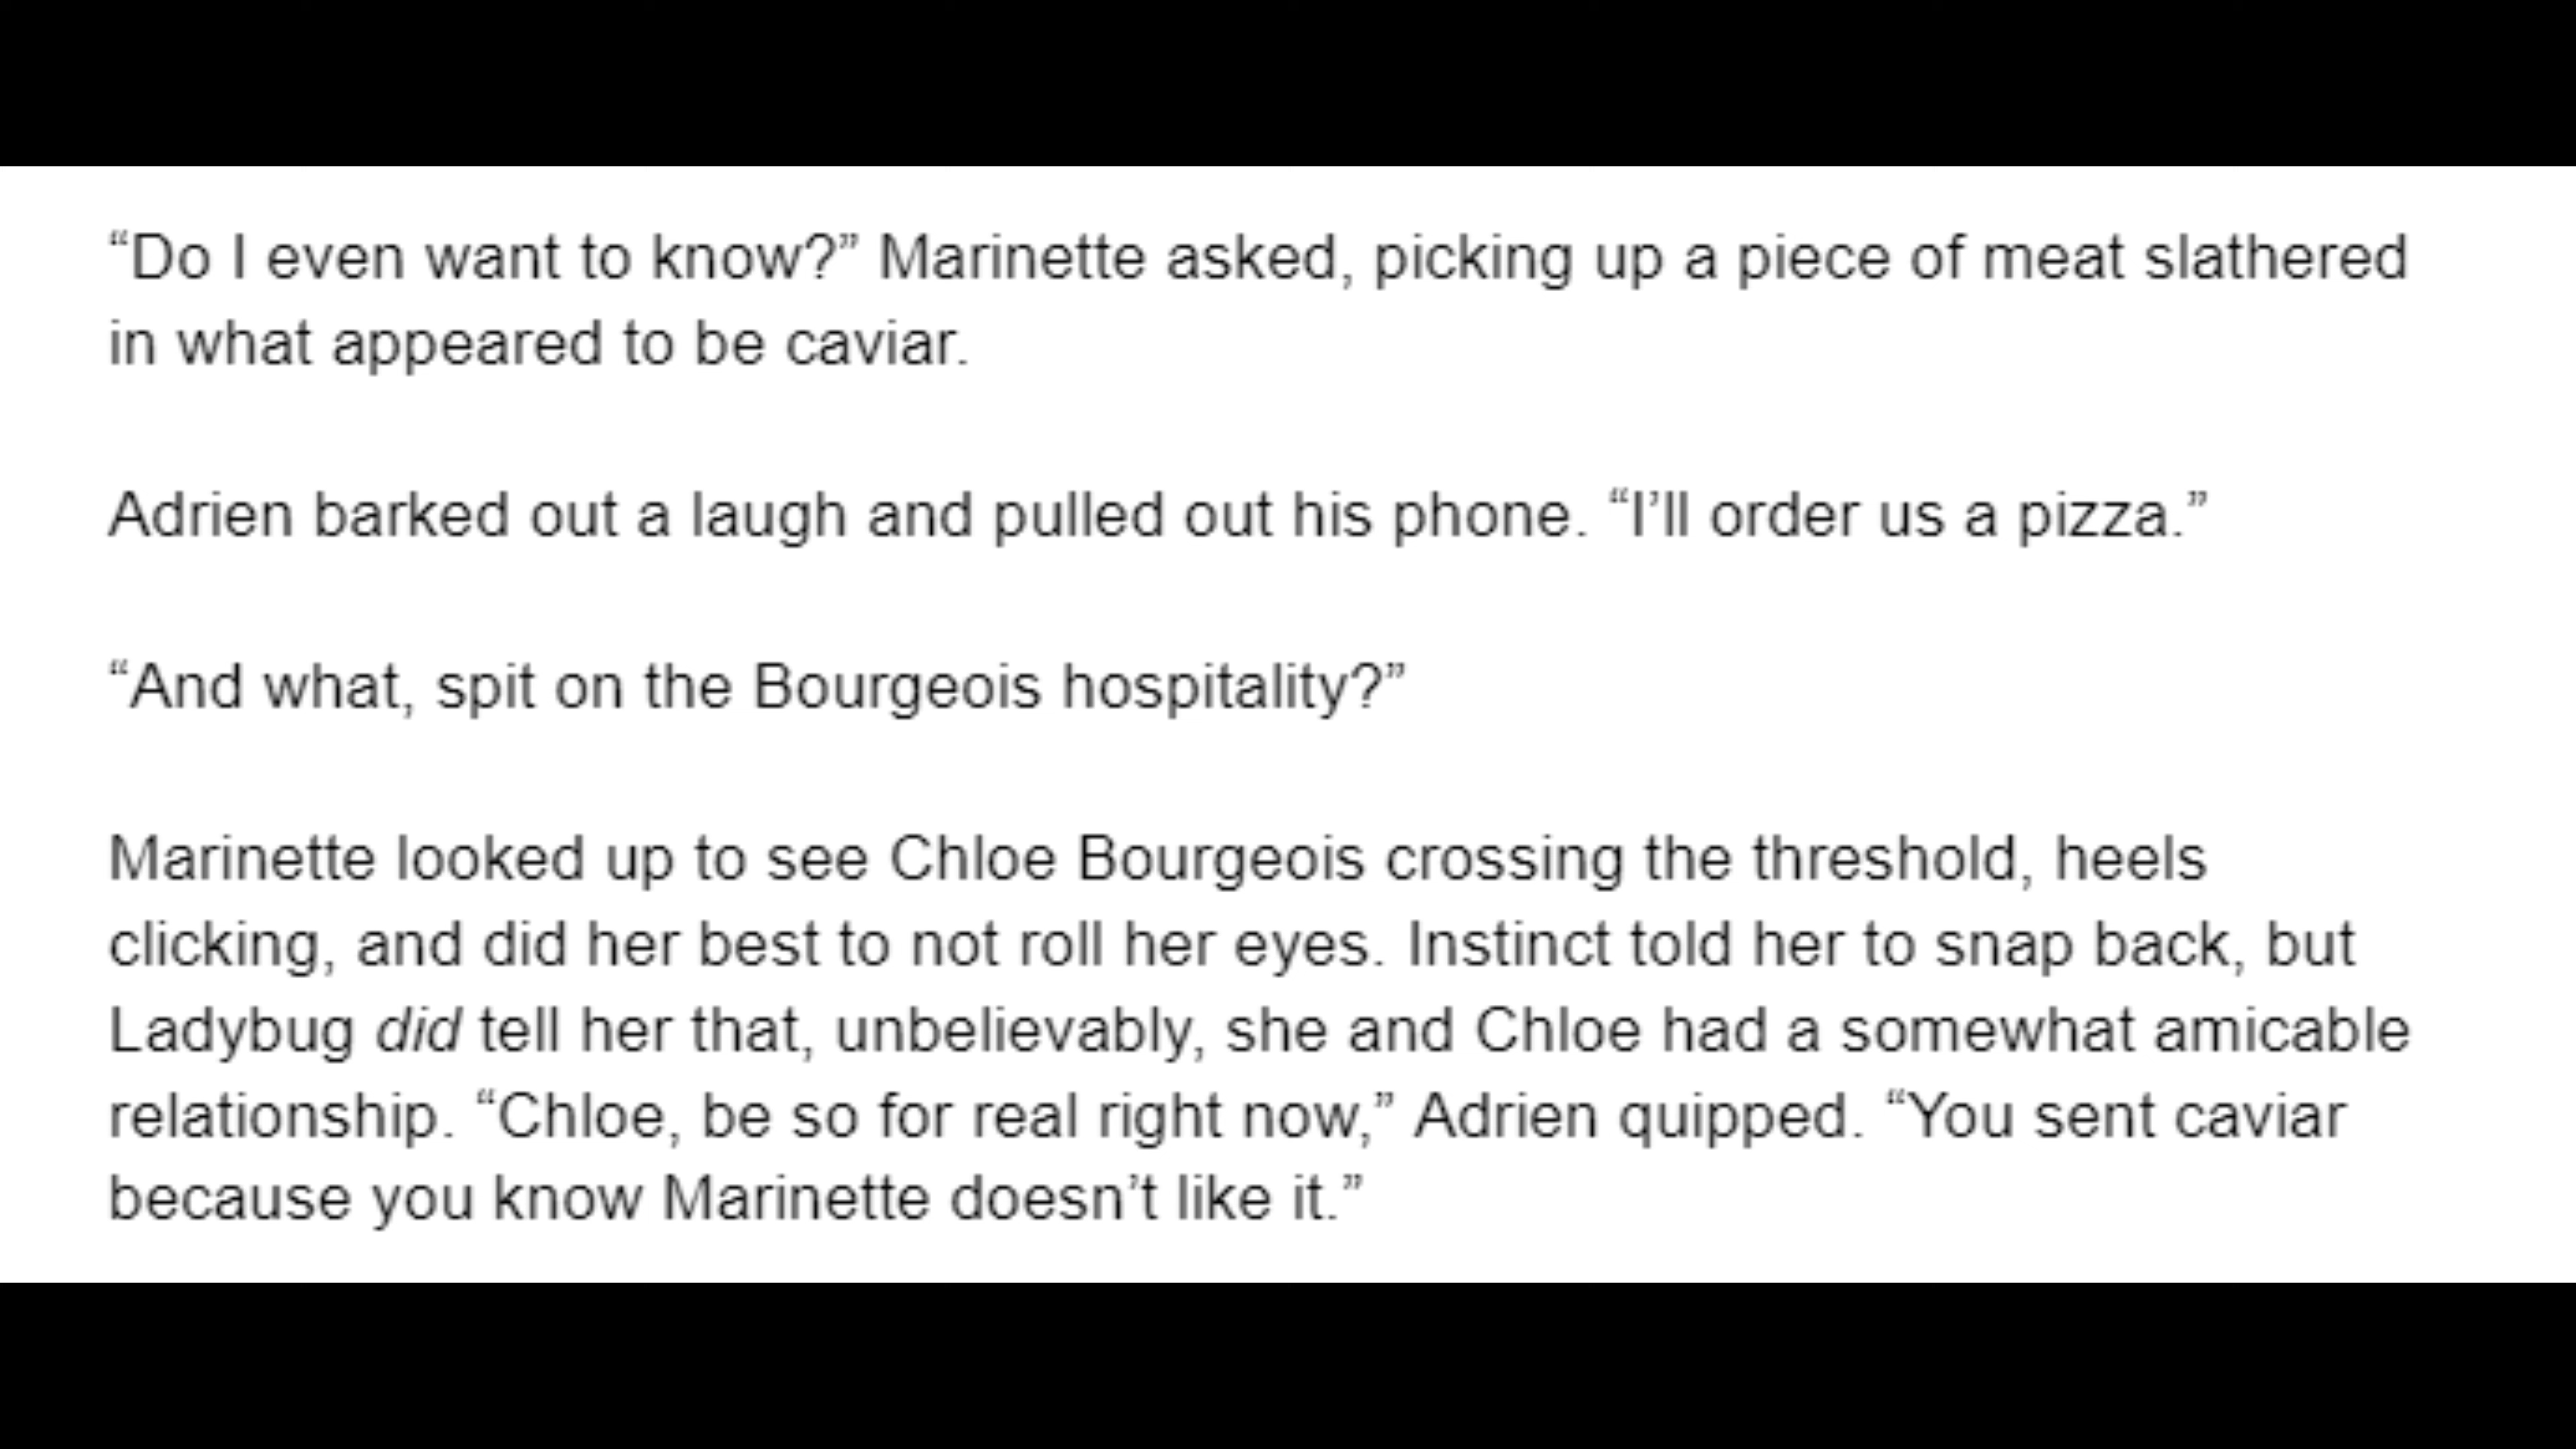 “Do I even want to know?” Marinette asked, picking up a piece of meat slathered
in what appeared to be caviar.
Adrien barked out a laugh and pulled out his phone. “I’ll order us a pizza.”
“And what, spit on the Bourgeois hospitality?”
Marinette looked up to see Chloe Bourgeois crossing the threshold, heels
clicking, and did her best to not roll her eyes. Instinct told her to snap back, but
Ladybug did tell her that, unbelievably, she and Chloe had a somewhat amicable
relationship. “Chloe, be so for real right now,” Adrien quipped. “You sent caviar
because you know Marinette doesn’t like it.”